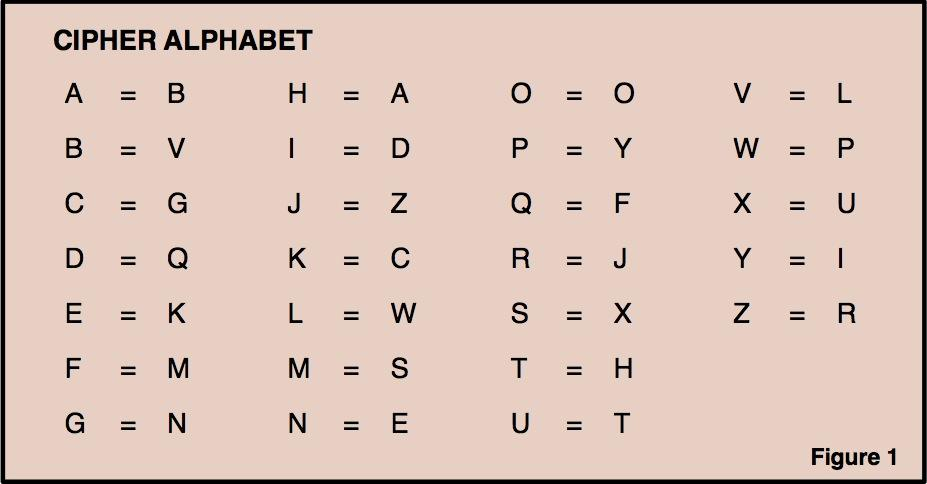 CIPHER ALPHABET
A = B H = A O = O V = L
B = V I = D P = Y W = P
C = G J = Z Q = F X = U
D = Q K = C R = J Y = I
E = K L = W S = X Z = R
F = M M = S T = H
G = N N = E U = T
Figure 1